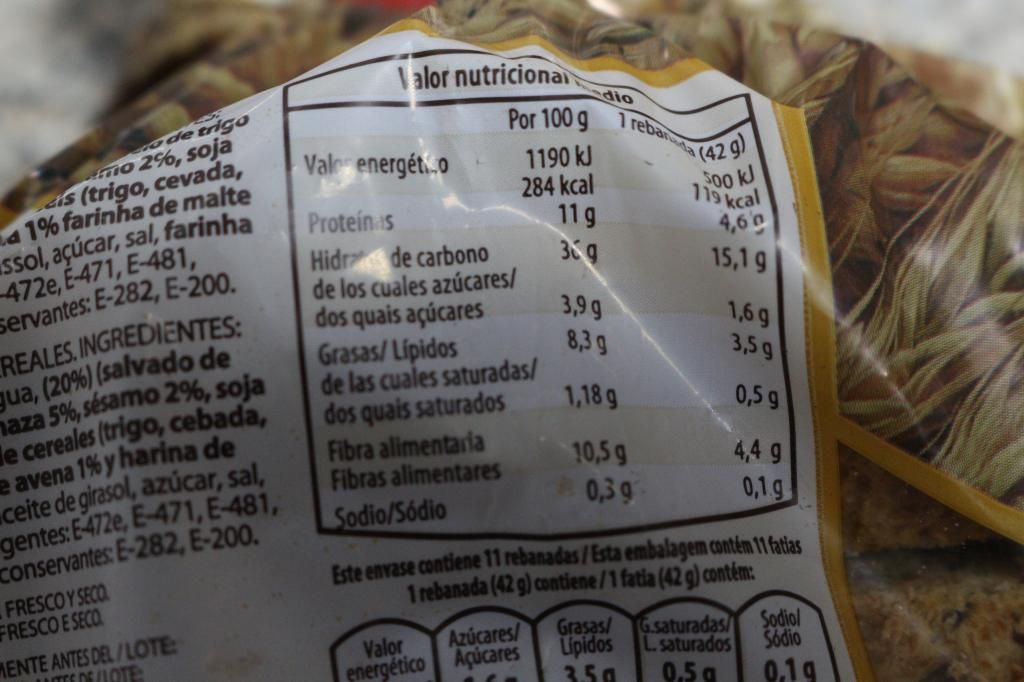 de trigo
2%, soja
(trigo, cevada,
1% farinha de malte
açúcar, sal, farinha
-472e, E-471, E-481,
E-282, E-200.
INGREDIENTES:
(20%) (salvado de
5%, sésamo 2%, soja
cereales (trigo, cebada,
avena 1% y harina de
de girasol, azúcar, sal,
E-472e, E-471, E-481,
E-282, E-200.
FRESCO Y SECO.
FRESCO E SECO.
ANTES DEL / LOTE:
Valor nutricional
Por 100 g 1 rebanada (42 g)
Valor energético 1190 kJ 500 kJ
284 kcal 119 kcal
Proteínas 11 g 4,6 g
Hidratos de carbono 36 g 15,1 g
de los cuales azúcares/
dos quais açúcares 3,9 g 1,6 g
Grasas/ Lípidos 8,3 g 3,5 g
de las cuales saturadas/
dos quais saturados 1,18 g 0,5 g
Fibra alimentaria 10,5 g 4,4 g
Fibras alimentares
Sodio/Sódio 0,3 g 0,1 g
Este envase contiene 11 rebanadas / Esta embalagem contém 11 fatias
1 rebanada (42 g) contiene / 1 fatia (42 g) contém:
Valor energético
Azúcares/ Açúcares
Grasas/ Lípidos 3,5 g
G.saturadas/ L. saturados 0,5 g
Sodio/ Sódio 0,1 g